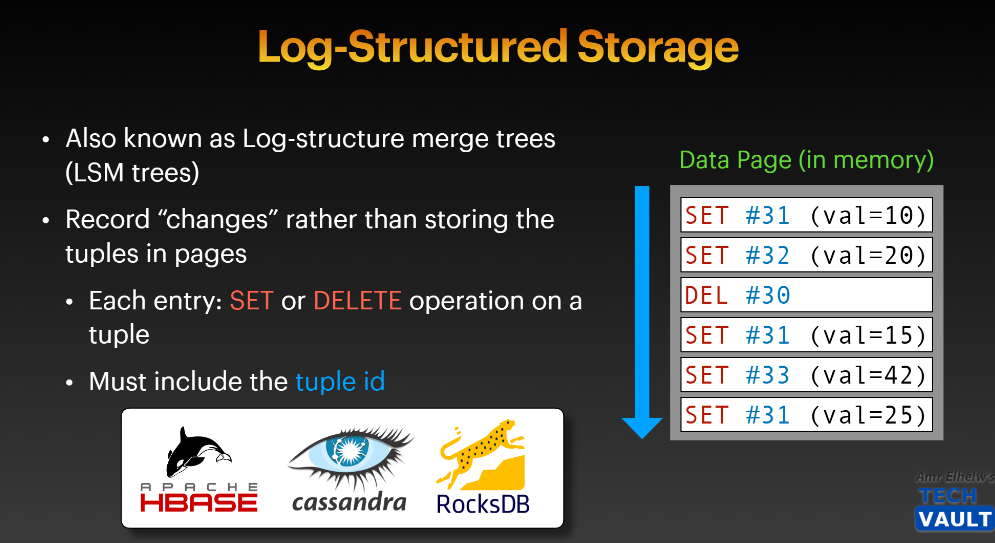 Log-Structured Storage
• Also known as Log-structure merge trees
(LSM trees)
• Record “changes” rather than storing the
tuples in pages
• Each entry: SET or DELETE operation on a
tuple
• Must include the tuple id
APACHE
HBASE
cassandra
RocksDB
Data Page (in memory)
SET #31 (val=10)
SET #32 (val=20)
DEL #30
SET #31 (val=15)
SET #33 (val=42)
SET #31 (val=25)
Amr Elhelw's
TECH
VAULT